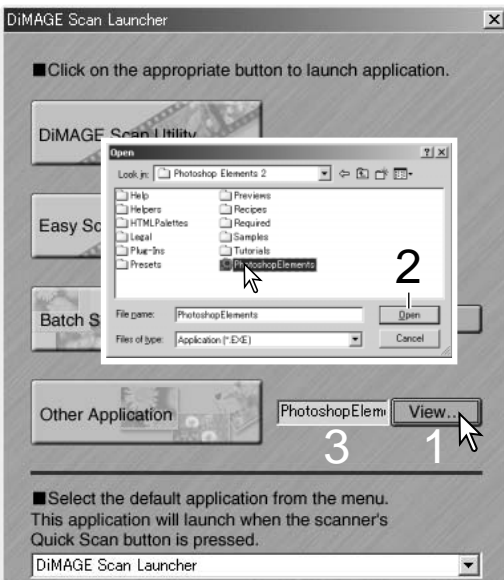 DiMAGE Scan Launcher
■Click on the appropriate button to launch application.
DiMAGE Scan Utility
Open
Look in: Photoshop Elements 2
Help
Helpers
HTMLPalettes
Legal
Plug-Ins
Presets
Previews
Recipes
Required
Samples
Tutorials
PhotoshopElements
2
File name: PhotoshopElements Open
Files of type: Application (*.EXE) Cancel
Easy Sc
Batch S
Other Application PhotoshopElem View...
3 1
■Select the default application from the menu.
This application will launch when the scanner's
Quick Scan button is pressed.
DiMAGE Scan Launcher